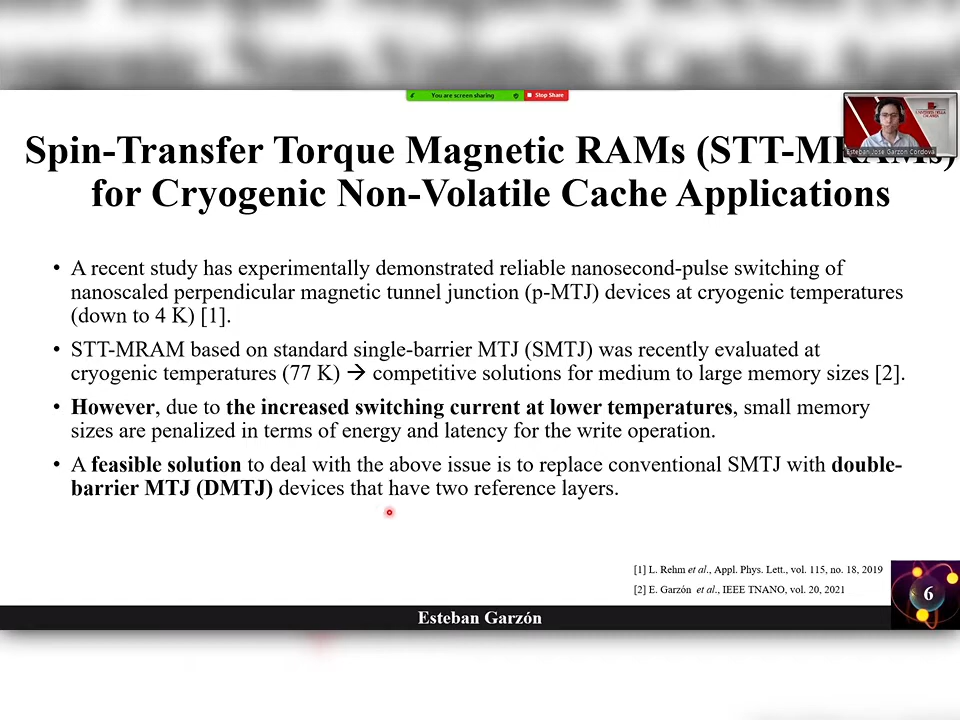 You are screen sharing
Stop Share
Esteban Jose Garzon Cordova
Spin-Transfer Torque Magnetic RAMs (STT-MRAMs)
for Cryogenic Non-Volatile Cache Applications
• A recent study has experimentally demonstrated reliable nanosecond-pulse switching of
nanoscaled perpendicular magnetic tunnel junction (p-MTJ) devices at cryogenic temperatures
(down to 4 K) [1].
• STT-MRAM based on standard single-barrier MTJ (SMTJ) was recently evaluated at
cryogenic temperatures (77 K) → competitive solutions for medium to large memory sizes [2].
• However, due to the increased switching current at lower temperatures, small memory
sizes are penalized in terms of energy and latency for the write operation.
• A feasible solution to deal with the above issue is to replace conventional SMTJ with double-
barrier MTJ (DMTJ) devices that have two reference layers.
[1] L. Rehm et al., Appl. Phys. Lett., vol. 115, no. 18, 2019
[2] E. Garzón et al., IEEE TNANO, vol. 20, 2021
6
Esteban Garzón